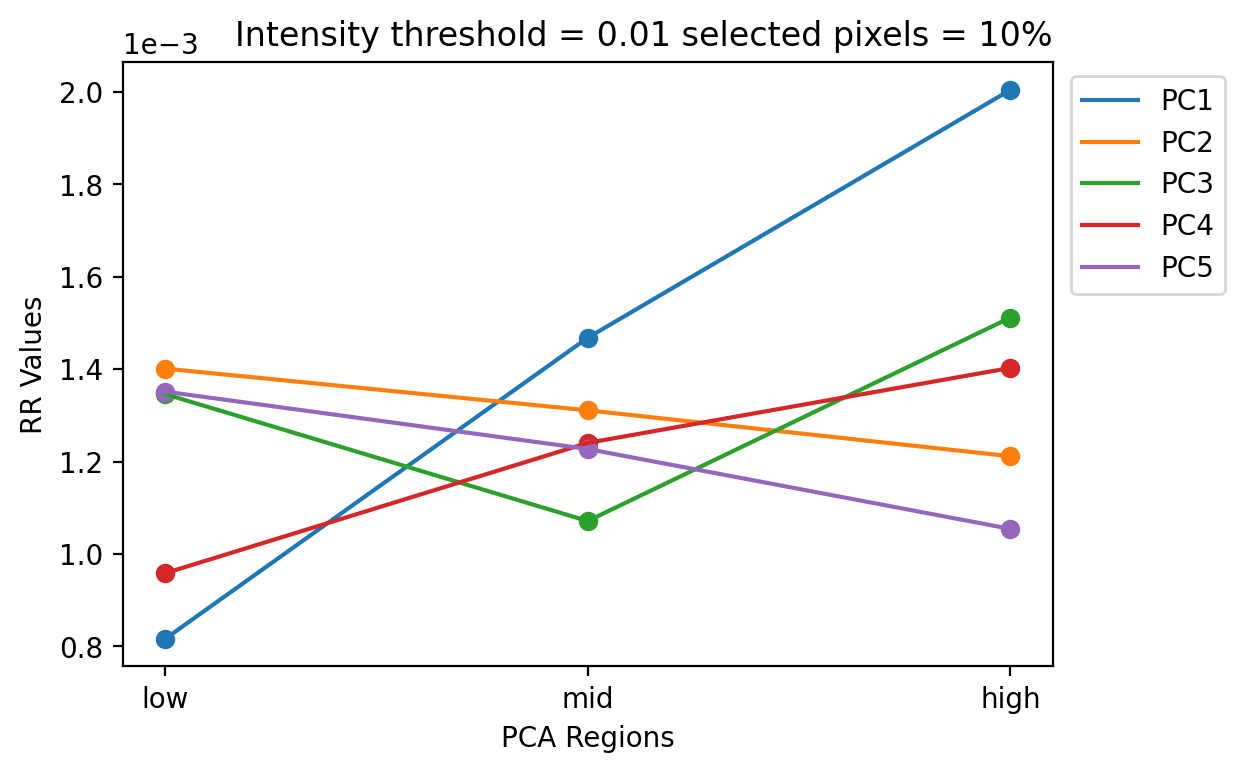 1e−3
Intensity threshold = 0.01 selected pixels = 10%
2.0
1.8
1.6
1.4
1.2
1.0
0.8
RR Values
low
mid
high
PCA Regions
PC1
PC2
PC3
PC4
PC5